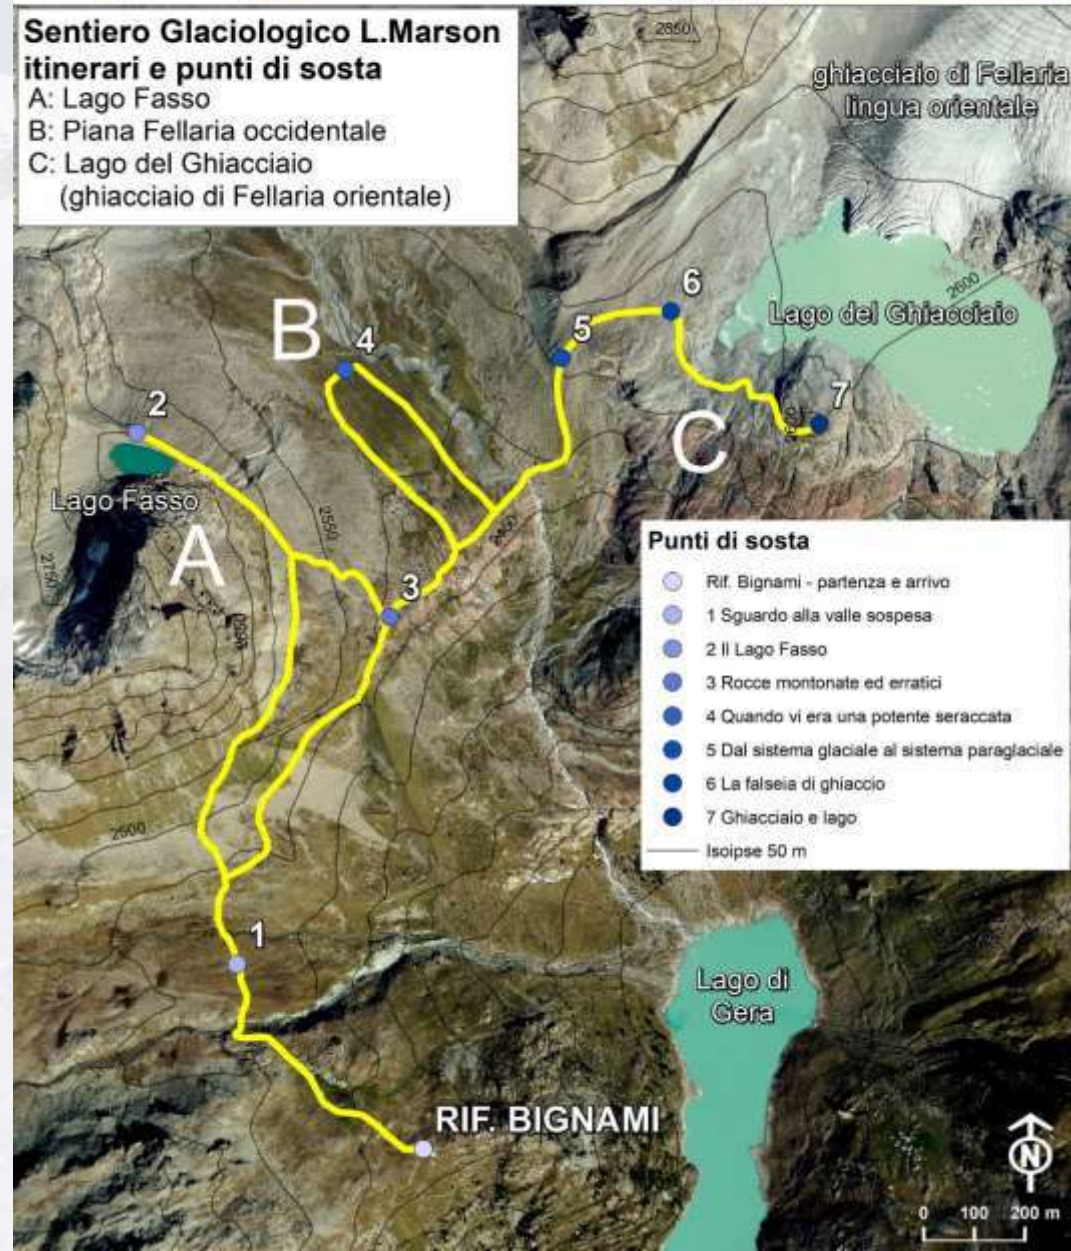 Sentiero Glaciologico L.Marson
itinerari e punti di sosta
A: Lago Fasso
B: Piana Fellaria occidentale
C: Lago del Ghiacciaio
(ghiacciaio di Fellaria orientale)
2850
ghiacciaio di Fellaria
lingua orientale
6
2600
Lago del Ghiacciaio
B
4
5
2
7
C
Lago Fasso
2550
2450
A
2750
3
2550
Punti di sosta
Rif. Bignami - partenza e arrivo
1 Sguardo alla valle sospesa
2 Il Lago Fasso
3 Rocce montonate ed erratici
4 Quando vi era una potente seraccata
5 Dal sistema glaciale al sistema paraglaciale
6 La falseia di ghiaccio
7 Ghiacciaio e lago
Isoipse 50 m
2500
1
Lago di
Gera
RIF. BIGNAMI
N
0 100 200 m